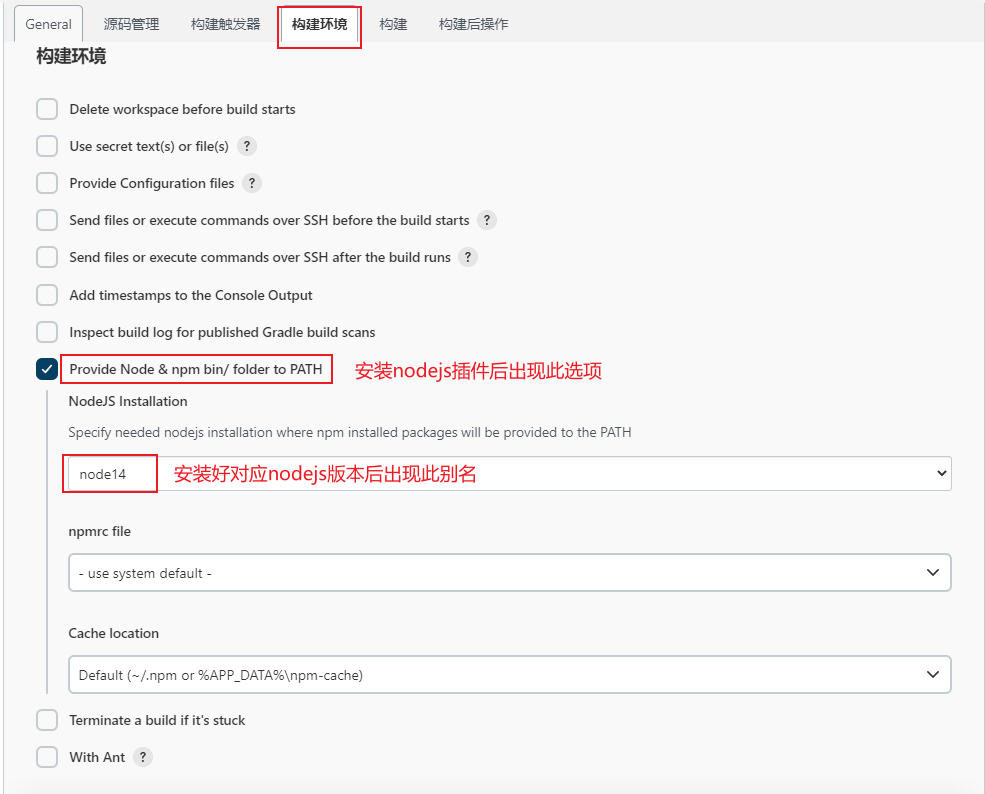 General 源码管理 构建触发器 构建环境 构建 构建后操作
构建环境
Delete workspace before build starts
Use secret text(s) or file(s) ?
Provide Configuration files ?
Send files or execute commands over SSH before the build starts ?
Send files or execute commands over SSH after the build runs ?
Add timestamps to the Console Output
Inspect build log for published Gradle build scans
Provide Node & npm bin/ folder to PATH 安装nodejs插件后出现此选项
NodeJS Installation
Specify needed nodejs installation where npm installed packages will be provided to the PATH
node14 安装好对应nodejs版本后出现此别名
npmrc file
- use system default -
Cache location
Default (~/.npm or %APP_DATA%\npm-cache)
Terminate a build if it's stuck
With Ant ?